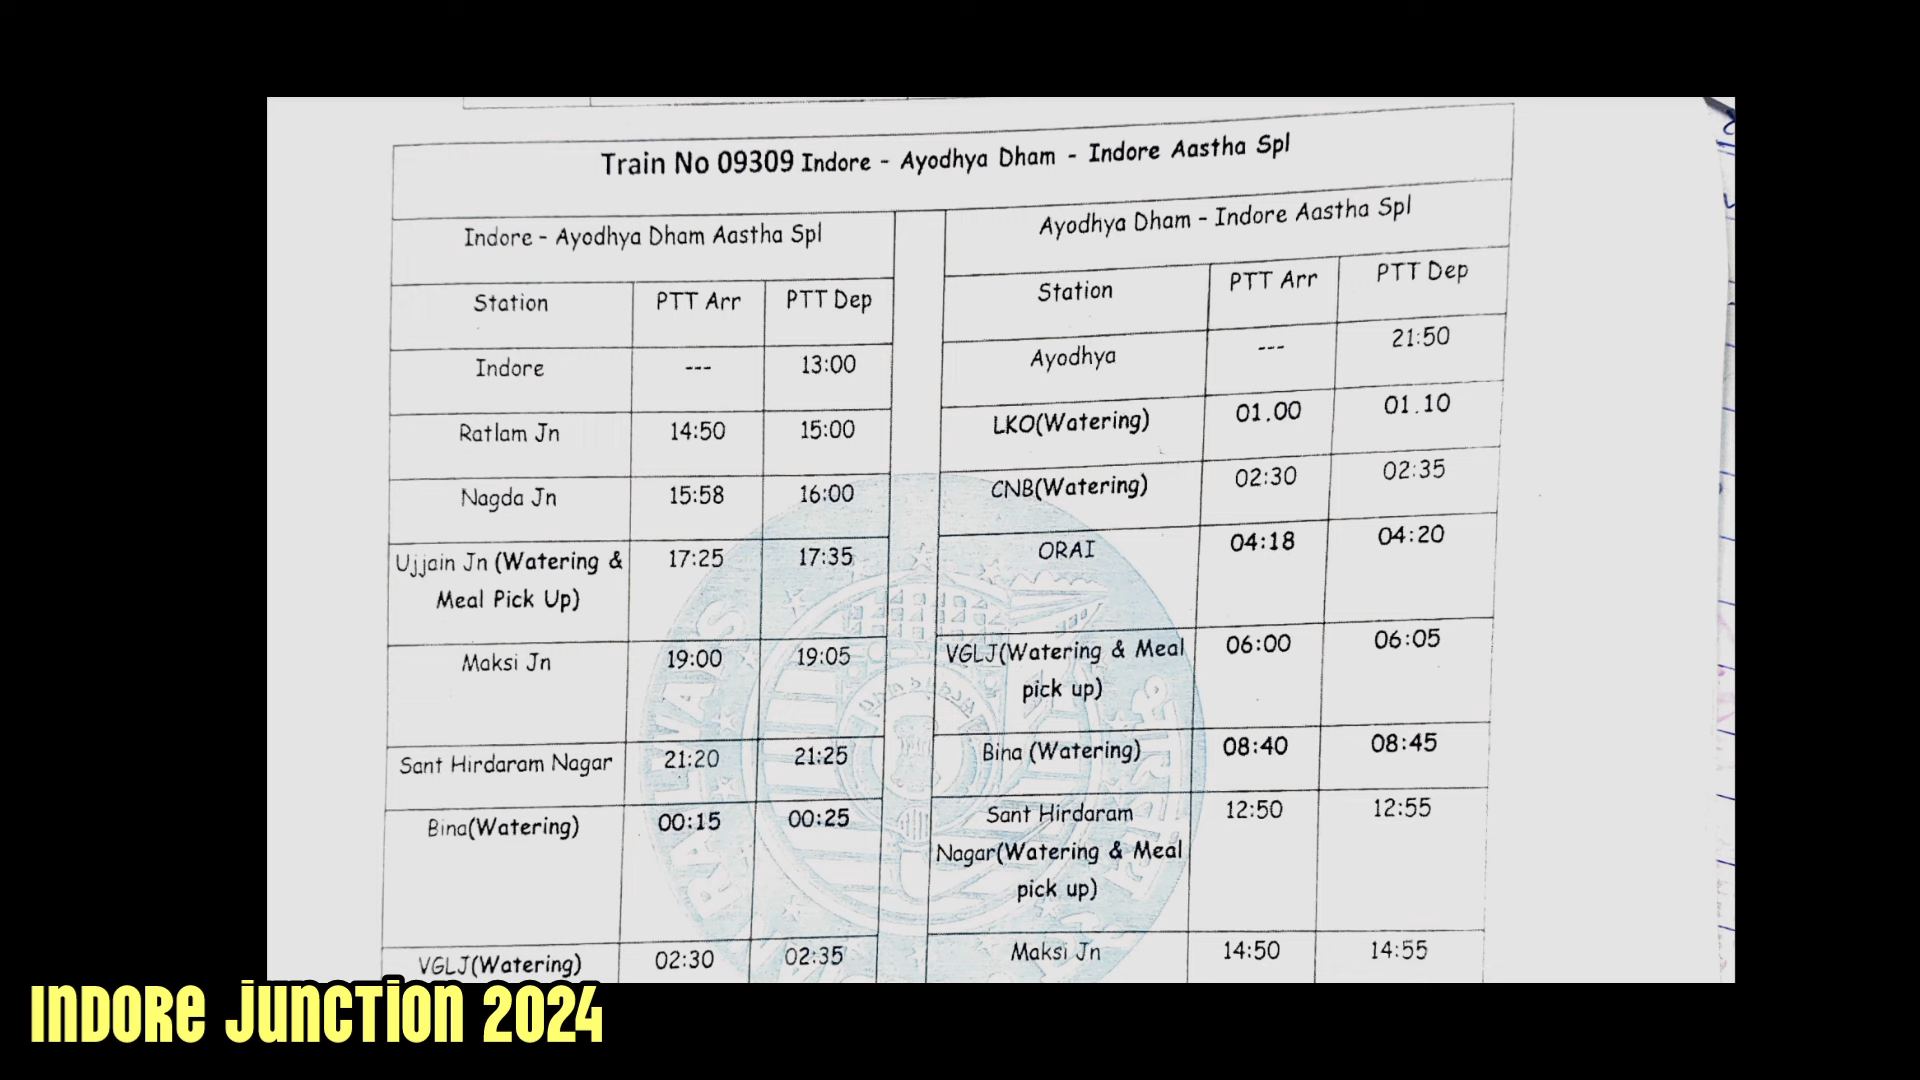 Train No 09309 Indore - Ayodhya Dham - Indore Aastha Spl
Indore - Ayodhya Dham Aastha Spl
Station PTT Arr PTT Dep
Indore --- 13:00
Ratlam Jn 14:50 15:00
Nagda Jn 15:58 16:00
Ujjain Jn (Watering &
Meal Pick Up) 17:25 17:35
Maksi Jn 19:00 19:05
Sant Hirdaram Nagar 21:20 21:25
Bina(Watering) 00:15 00:25
VGLJ(Watering) 02:30 02:35
Ayodhya Dham - Indore Aastha Spl
Station PTT Arr PTT Dep
Ayodhya --- 21:50
LKO(Watering) 01.00 01.10
CNB(Watering) 02:30 02:35
ORAI 04:18 04:20
VGLJ(Watering & Meal
pick up) 06:00 06:05
Bina (Watering) 08:40 08:45
Sant Hirdaram
Nagar(Watering & Meal
pick up) 12:50 12:55
Maksi Jn 14:50 14:55
INDORE JUNCTION 2024